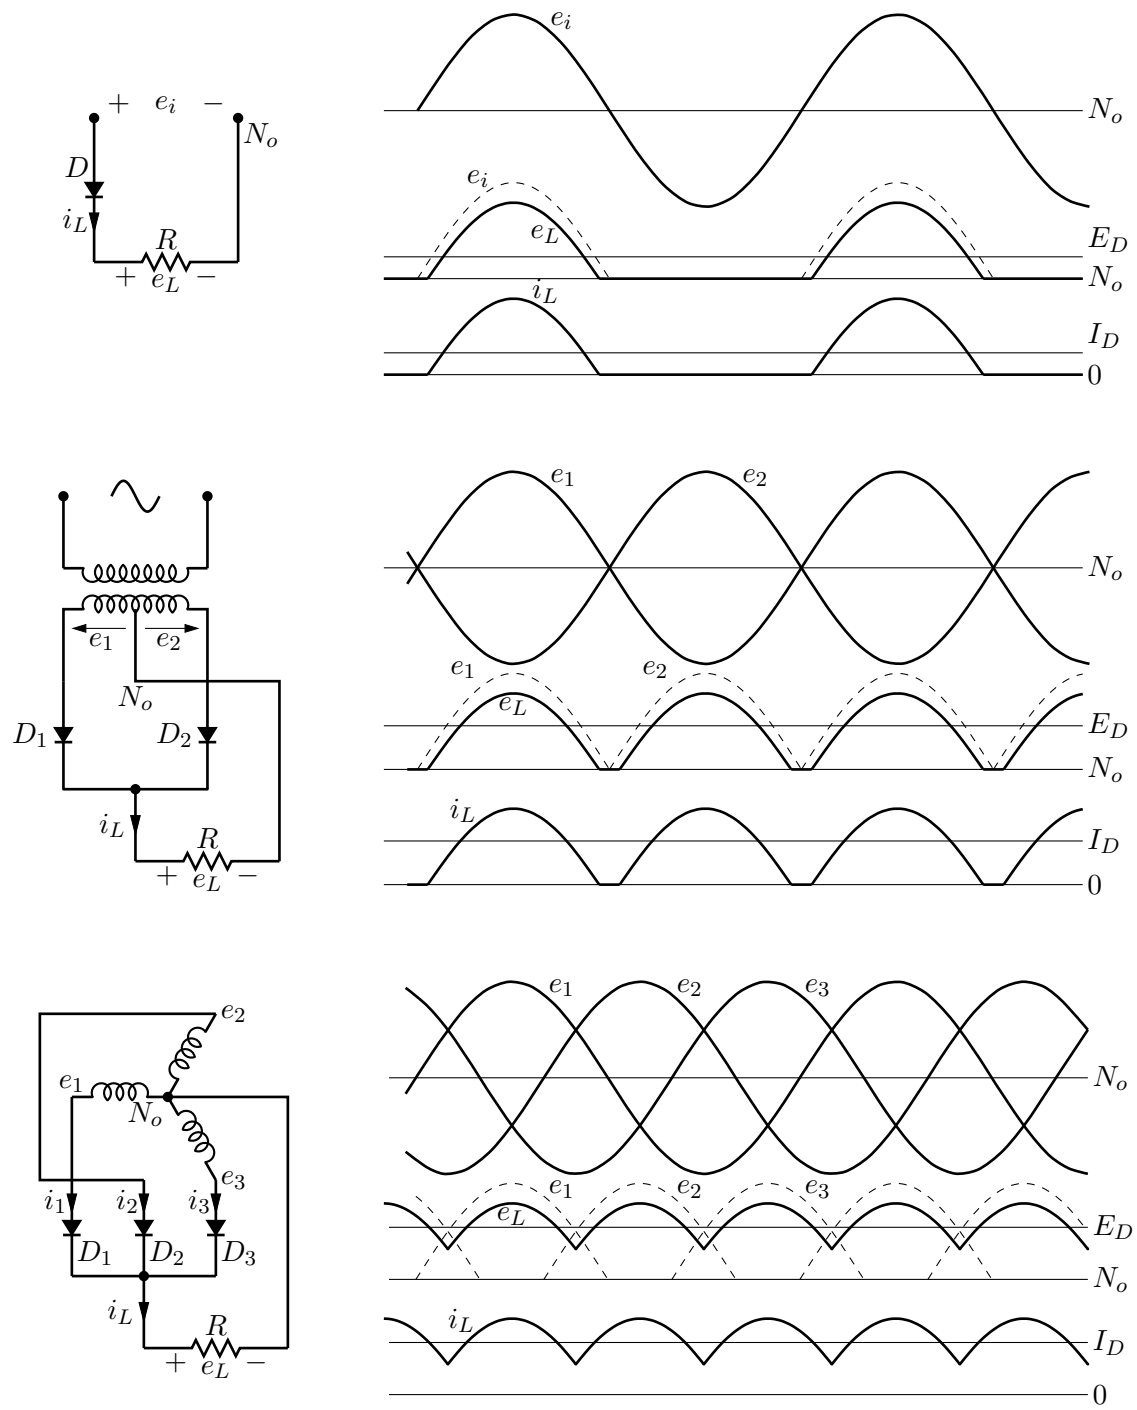 + e_i −
N_o
D
i_L
R
+ e_L −
e_i
N_o
e_i
e_L
E_D
N_o
i_L
I_D
0
e_1 e_2
N_o
D_1 D_2
i_L
R
+ e_L −
e_1 e_2
N_o
e_1 e_2
e_L
E_D
N_o
i_L
I_D
0
e_2
e_1
N_o
e_3
i_1 i_2 i_3
D_1 D_2 D_3
i_L
R
+ e_L −
e_1 e_2 e_3
N_o
e_1 e_2 e_3
e_L
E_D
N_o
i_L
I_D
0